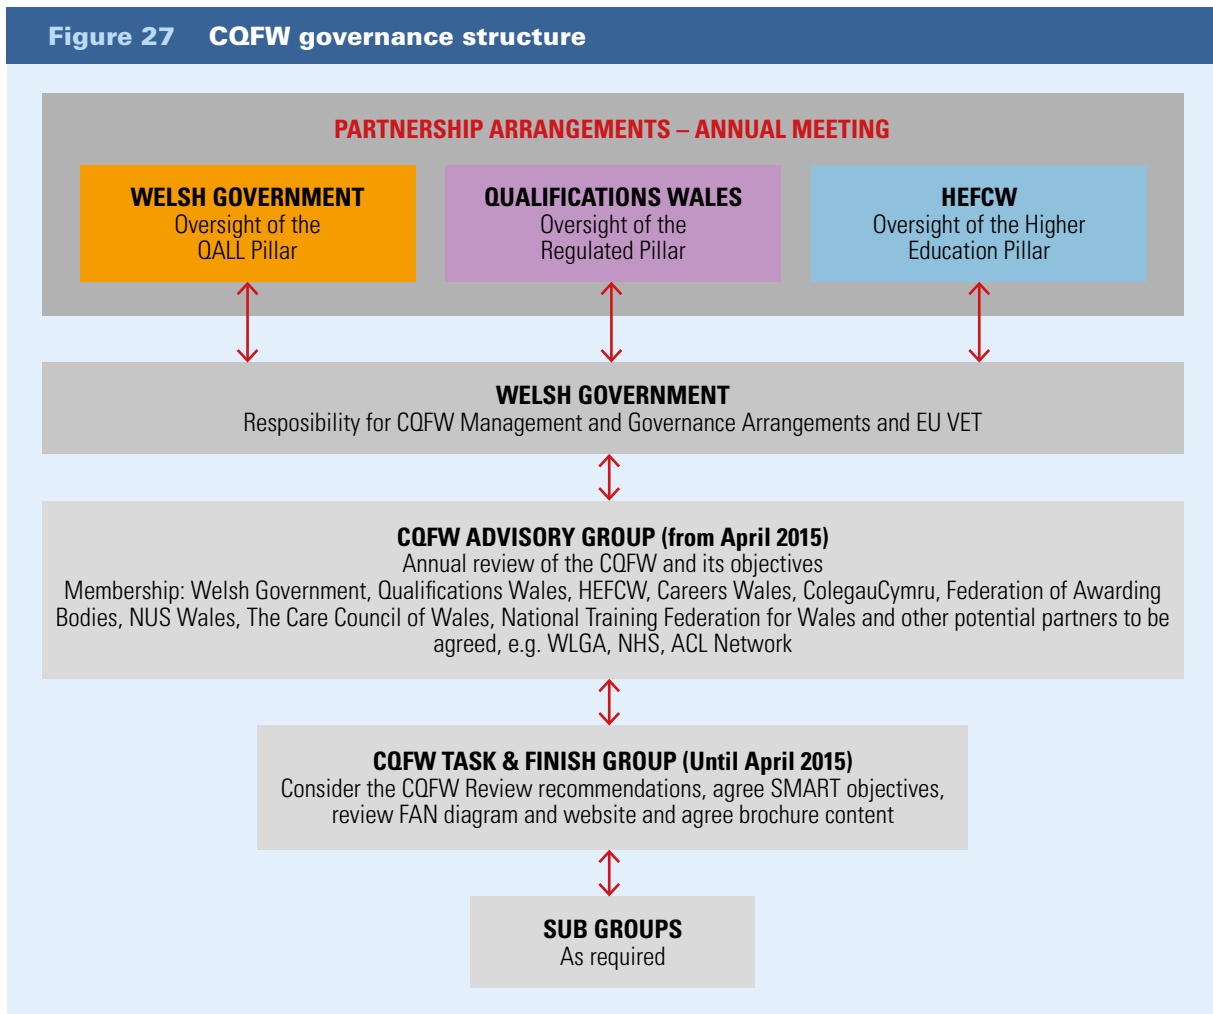 Figure 27 CQFW governance structure
PARTNERSHIP ARRANGEMENTS – ANNUAL MEETING
WELSH GOVERNMENT
Oversight of the
QALL Pillar
QUALIFICATIONS WALES
Oversight of the
Regulated Pillar
HEFCW
Oversight of the Higher
Education Pillar
WELSH GOVERNMENT
Resposibility for CQFW Management and Governance Arrangements and EU VET
CQFW ADVISORY GROUP (from April 2015)
Annual review of the CQFW and its objectives
Membership: Welsh Government, Qualifications Wales, HEFCW, Careers Wales, ColegauCymru, Federation of Awarding
Bodies, NUS Wales, The Care Council of Wales, National Training Federation for Wales and other potential partners to be
agreed, e.g. WLGA, NHS, ACL Network
CQFW TASK & FINISH GROUP (Until April 2015)
Consider the CQFW Review recommendations, agree SMART objectives,
review FAN diagram and website and agree brochure content
SUB GROUPS
As required